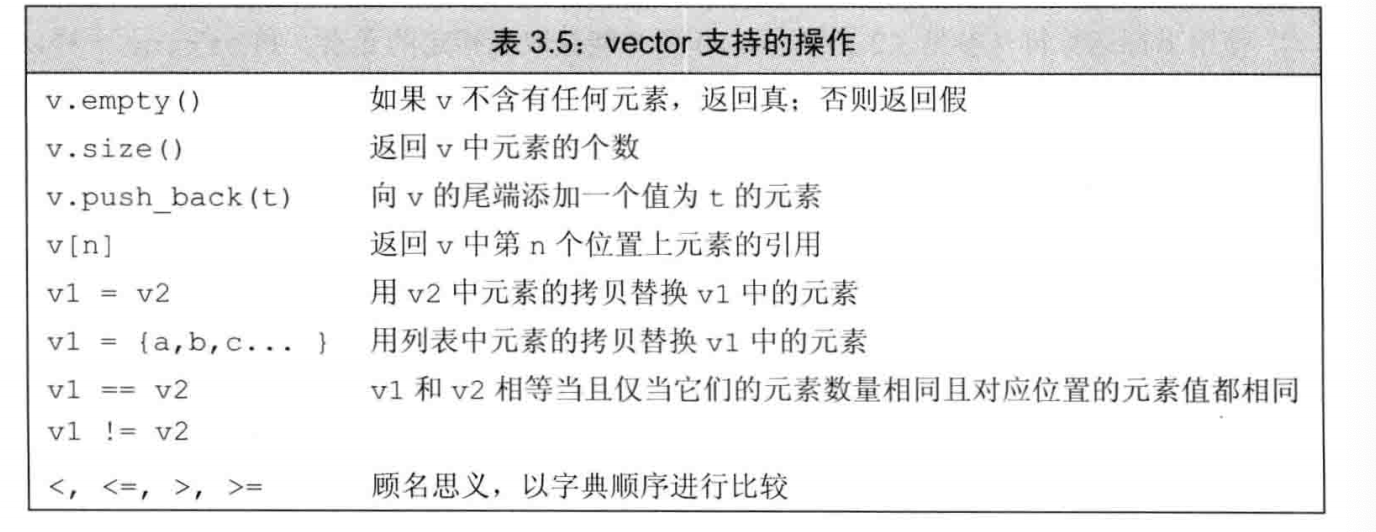 表 3.5：vector 支持的操作
v.empty() 如果 v 不含有任何元素，返回真；否则返回假
v.size() 返回 v 中元素的个数
v.push_back(t) 向 v 的尾端添加一个值为 t 的元素
v[n] 返回 v 中第 n 个位置上元素的引用
v1 = v2 用 v2 中元素的拷贝替换 v1 中的元素
v1 = {a,b,c... } 用列表中元素的拷贝替换 v1 中的元素
v1 == v2 v1 和 v2 相等当且仅当它们的元素数量相同且对应位置的元素值都相同
v1 != v2
<, <=, >, >= 顾名思义，以字典顺序进行比较